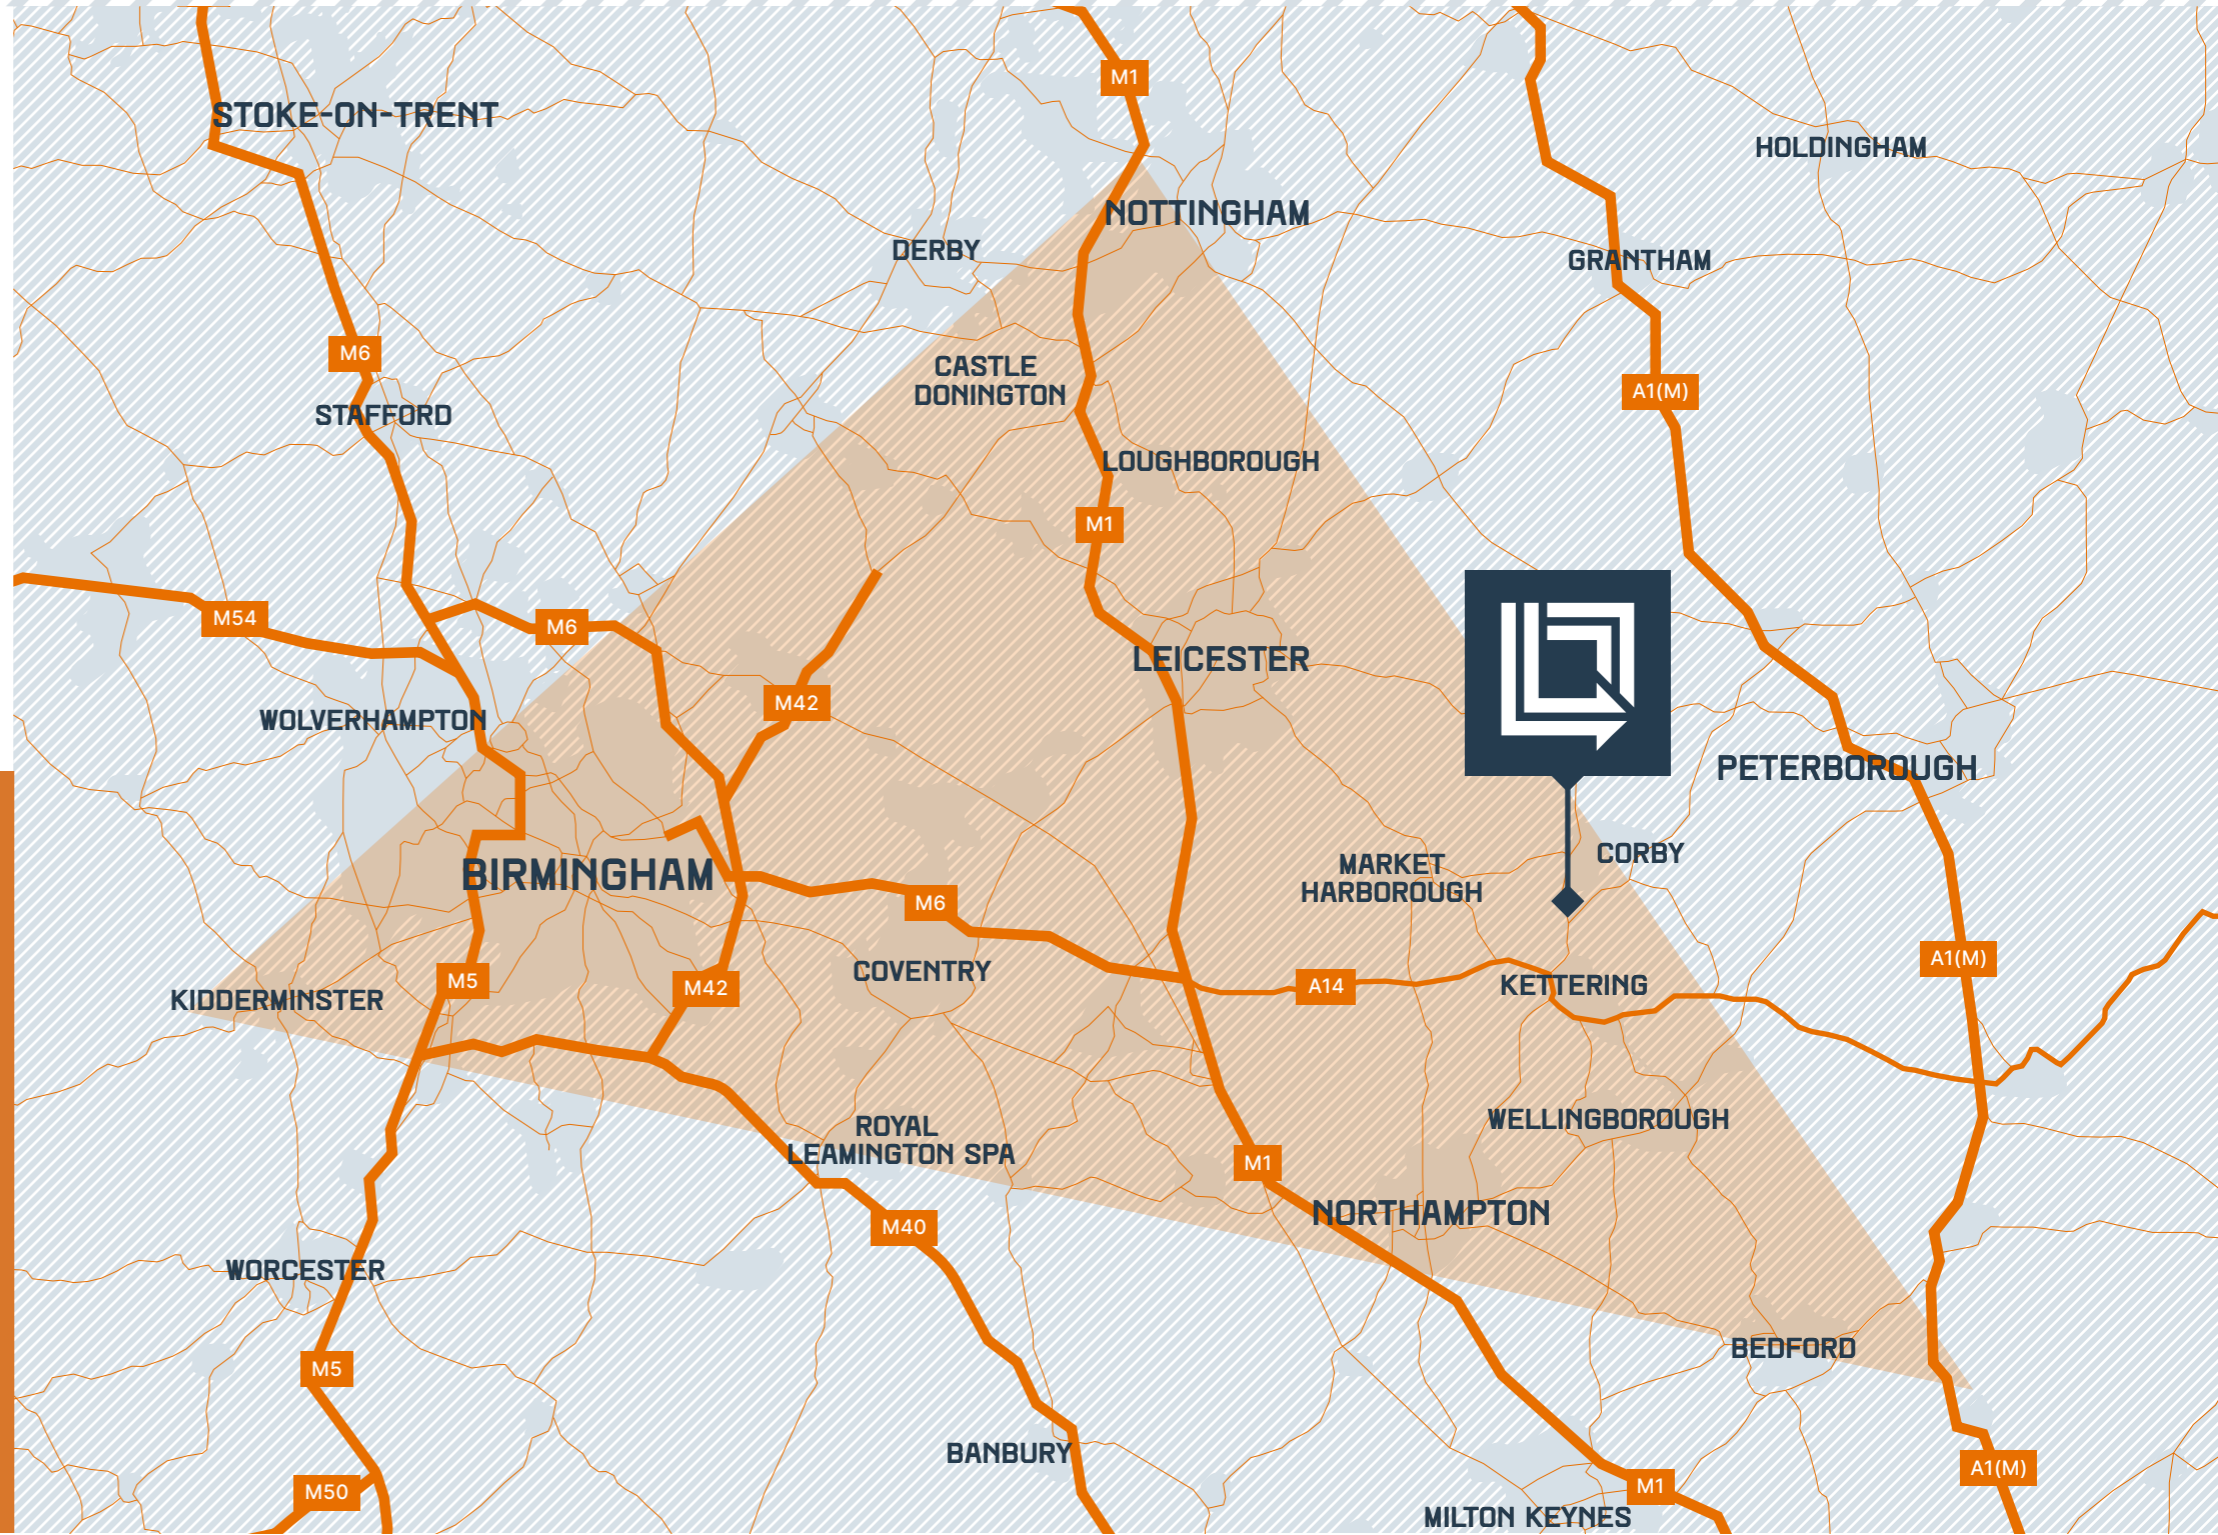 M1
STOKE-ON-TRENT
HOLDINGHAM
NOTTINGHAM
DERBY
GRANTHAM
M6
CASTLE
DONINGTON
A1(M)
STAFFORD
LOUGHBOROUGH
M1
M54
M6
LEICESTER
M42
WOLVERHAMPTON
PETERBOROUGH
CORBY
MARKET
HARBOROUGH
BIRMINGHAM
M6
A1(M)
COVENTRY
M5
M42
A14
KETTERING
KIDDERMINSTER
WELLINGBOROUGH
ROYAL
LEAMINGTON SPA
M1
NORTHAMPTON
M40
WORCESTER
BEDFORD
M5
BANBURY
A1(M)
M50
M1
MILTON KEYNES